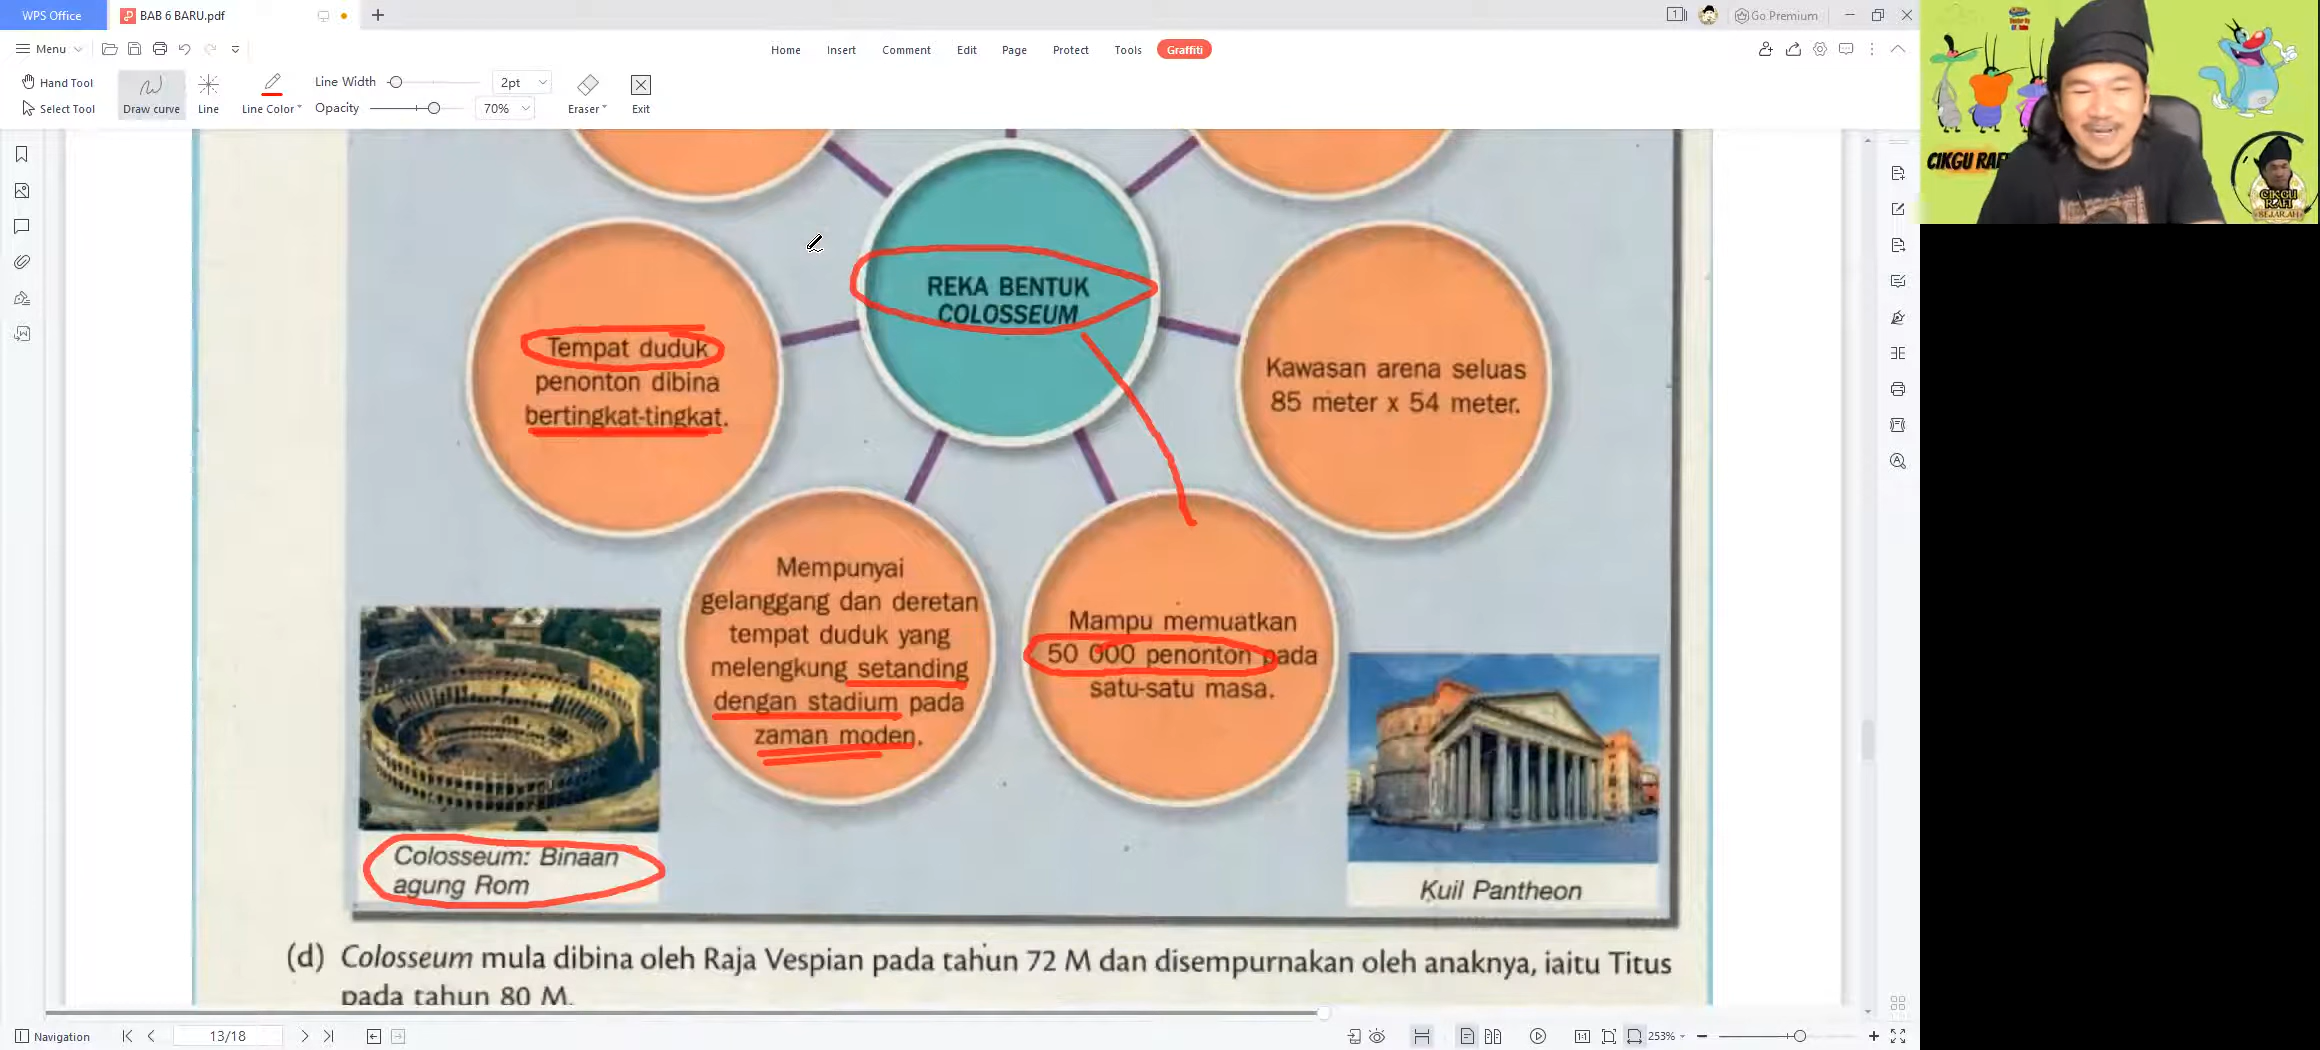 WPS Office
BAB 6 BARU.pdf
Go Premium
Menu
Home
Insert
Comment
Edit
Page
Protect
Tools
Graffiti
Hand Tool
Select Tool
Draw curve
Line
Line Color
Line Width
2pt
Opacity
70%
Eraser
Exit
REKA BENTUK
COLOSSEUM
Tempat duduk
penonton dibina
bertingkat-tingkat.
Kawasan arena seluas
85 meter x 54 meter.
Mempunyai
gelanggang dan deretan
tempat duduk yang
melengkung setanding
dengan stadium pada
zaman moden.
Mampu memuatkan
50 000 penonton pada
satu-satu masa.
Colosseum: Binaan
agung Rom
Kuil Pantheon
(d) Colosseum mula dibina oleh Raja Vespian pada tahun 72 M dan disempurnakan oleh anaknya, iaitu Titus
pada tahun 80 M.
Navigation
13/18
1:1
253%
CIKGU RAF
CIKGU
RAFI
SEJARAH